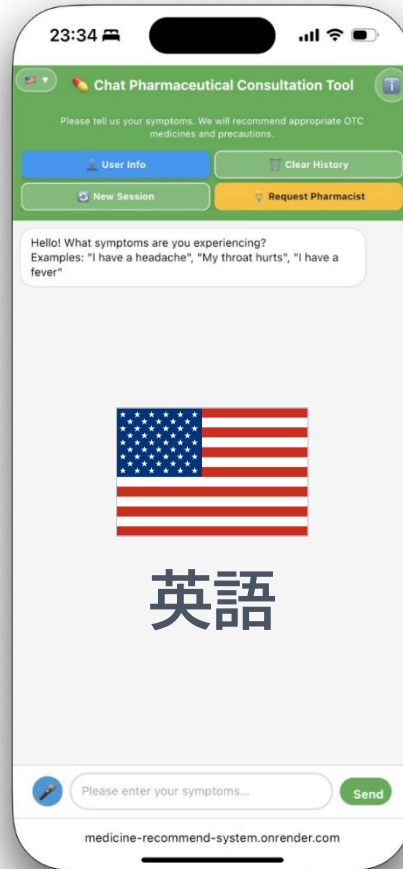 23:34
Chat Pharmaceutical Consultation Tool
Please tell us your symptoms. We will recommend appropriate OTC
medicines and precautions.
User Info
Clear History
New Session
Request Pharmacist
Hello! What symptoms are you experiencing?
Examples: "I have a headache", "My throat hurts", "I have a
fever"
英語
Please enter your symptoms...
Send
medicine-recommend-system.onrender.com